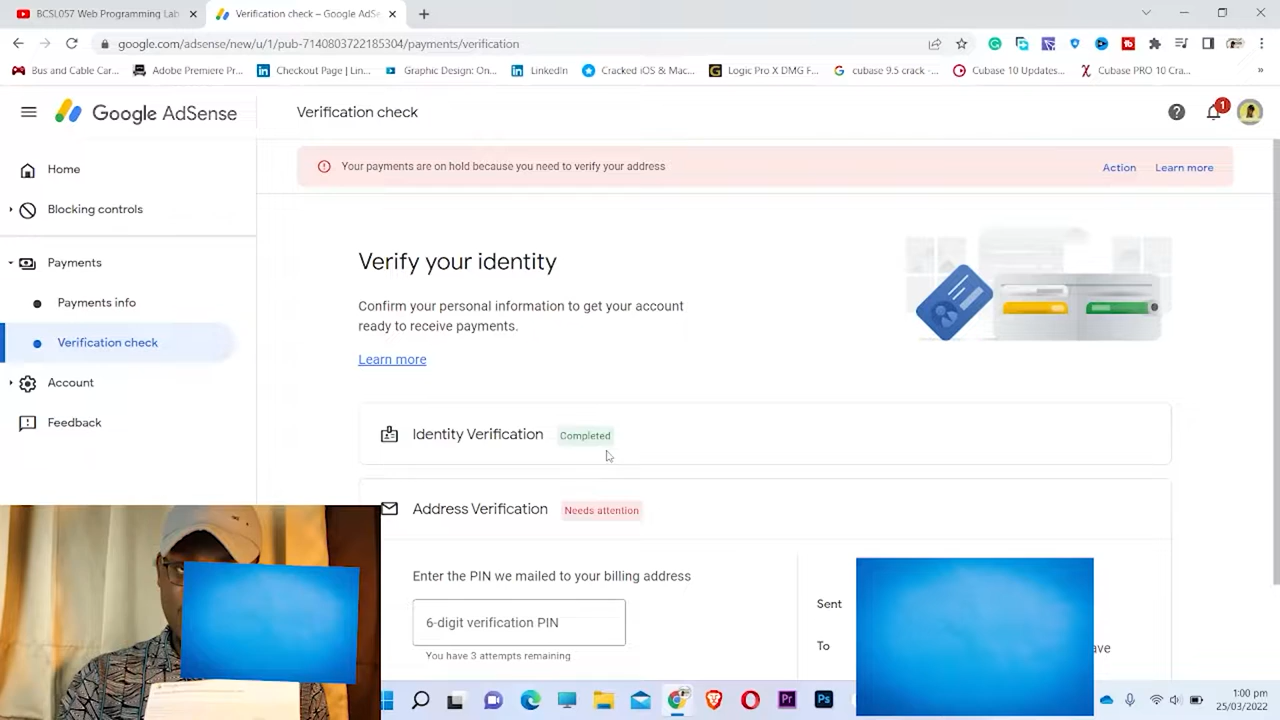 BCSL057 Web Programming Lab
Verification check – Google AdSe
google.com/adsense/new/u/1/pub-7140803722185304/payments/verification
Bus and Cable Car...
Adobe Premiere Pr...
Checkout Page | Lin...
Graphic Design: On...
LinkedIn
Cracked iOS & Mac...
Logic Pro X DMG F...
cubase 9.5 crack -...
Cubase 10 Updates...
Cubase PRO 10 Cra...
»
Google AdSense
Verification check
1
Your payments are on hold because you need to verify your address
Action
Learn more
Home
Blocking controls
Payments
Payments info
Verification check
Account
Feedback
Verify your identity
Confirm your personal information to get your account
ready to receive payments.
Learn more
Identity Verification
Completed
Address Verification
Needs attention
Enter the PIN we mailed to your billing address
6-digit verification PIN
You have 3 attempts remaining
Sent
To
ave
1:00 pm
25/03/2022